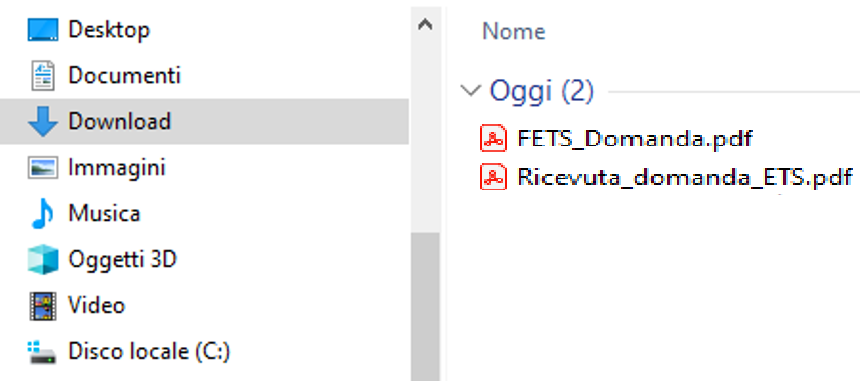 Desktop
Documenti
Download
Immagini
Musica
Oggetti 3D
Video
Disco locale (C:)
Nome
Oggi (2)
FETS_Domanda.pdf
Ricevuta_domanda_ETS.pdf